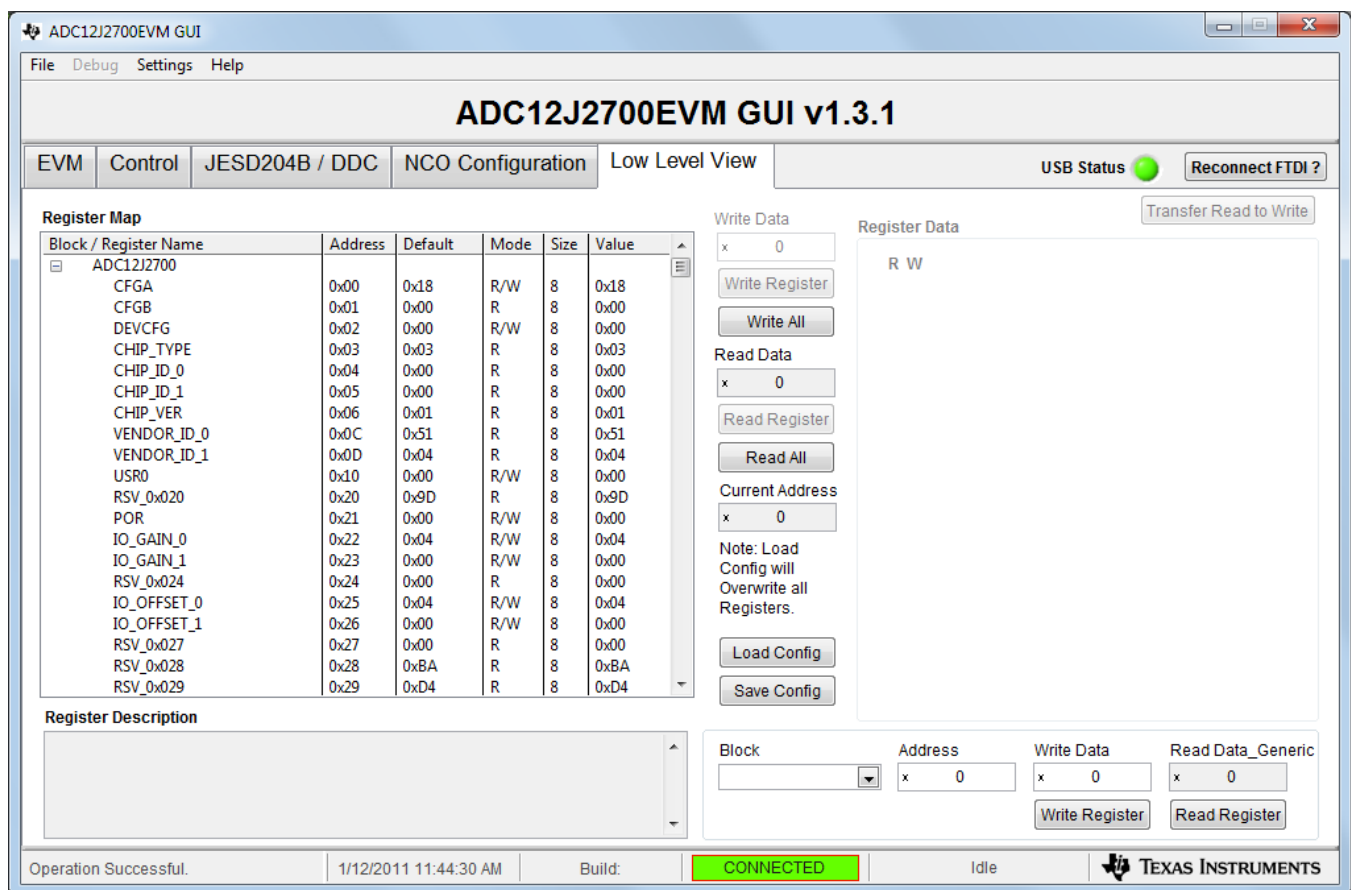 ADC12J2700EVM GUI
File Debug Settings Help
ADC12J2700EVM GUI v1.3.1
EVM Control JESD204B / DDC NCO Configuration Low Level View USB Status Reconnect FTDI ?
Transfer Read to Write
Register Map
Block / Register Name Address Default Mode Size Value
ADC12J2700
CFGA 0x00 0x18 R/W 8 0x18
CFGB 0x01 0x00 R 8 0x00
DEVCFG 0x02 0x00 R/W 8 0x00
CHIP_TYPE 0x03 0x03 R 8 0x03
CHIP_ID_0 0x04 0x00 R 8 0x00
CHIP_ID_1 0x05 0x00 R 8 0x00
CHIP_VER 0x06 0x01 R 8 0x01
VENDOR_ID_0 0x0C 0x51 R 8 0x51
VENDOR_ID_1 0x0D 0x04 R 8 0x04
USR0 0x10 0x00 R/W 8 0x00
RSV_0x020 0x20 0x9D R 8 0x9D
POR 0x21 0x00 R/W 8 0x00
IO_GAIN_0 0x22 0x04 R/W 8 0x04
IO_GAIN_1 0x23 0x00 R/W 8 0x00
RSV_0x024 0x24 0x00 R 8 0x00
IO_OFFSET_0 0x25 0x04 R/W 8 0x04
IO_OFFSET_1 0x26 0x00 R/W 8 0x00
RSV_0x027 0x27 0x00 R 8 0x00
RSV_0x028 0x28 0xBA R 8 0xBA
RSV_0x029 0x29 0xD4 R 8 0xD4
Write Data
x 0
Write Register
Write All
Read Data
x 0
Read Register
Read All
Current Address
x 0
Note: Load
Config will
Overwrite all
Registers.
Load Config
Save Config
Register Data
R W
Register Description
Block Address Write Data Read Data_Generic
x 0 x 0 x 0
Write Register Read Register
Operation Successful. 1/12/2011 11:44:30 AM Build: CONNECTED Idle TEXAS INSTRUMENTS